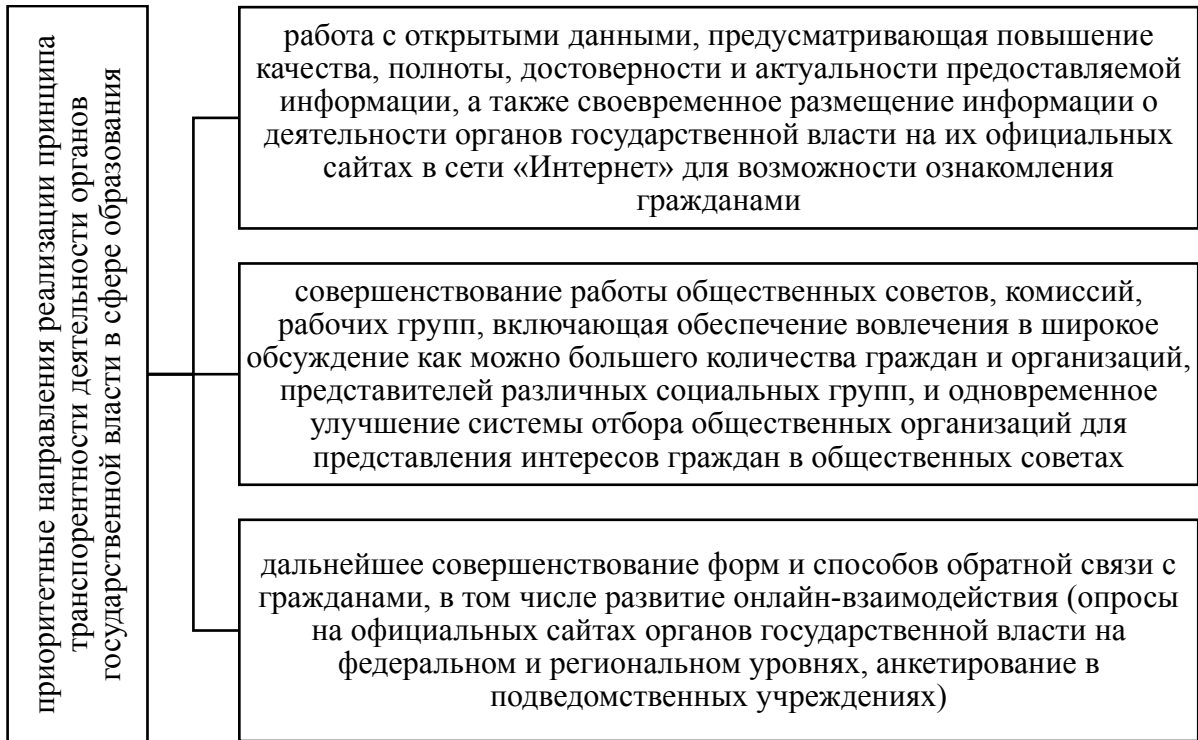 приоритетные направления реализации принципа
транспорентности деятельности органов
государственной власти в сфере образования
работа с открытыми данными, предусматривающая повышение
качества, полноты, достоверности и актуальности предоставляемой
информации, а также своевременное размещение информации о
деятельности органов государственной власти на их официальных
сайтах в сети «Интернет» для возможности ознакомления
гражданами
совершенствование работы общественных советов, комиссий,
рабочих групп, включающая обеспечение вовлечения в широкое
обсуждение как можно большего количества граждан и организаций,
представителей различных социальных групп, и одновременное
улучшение системы отбора общественных организаций для
представления интересов граждан в общественных советах
дальнейшее совершенствование форм и способов обратной связи с
гражданами, в том числе развитие онлайн-взаимодействия (опросы
на официальных сайтах органов государственной власти на
федеральном и региональном уровнях, анкетирование в
подведомственных учреждениях)